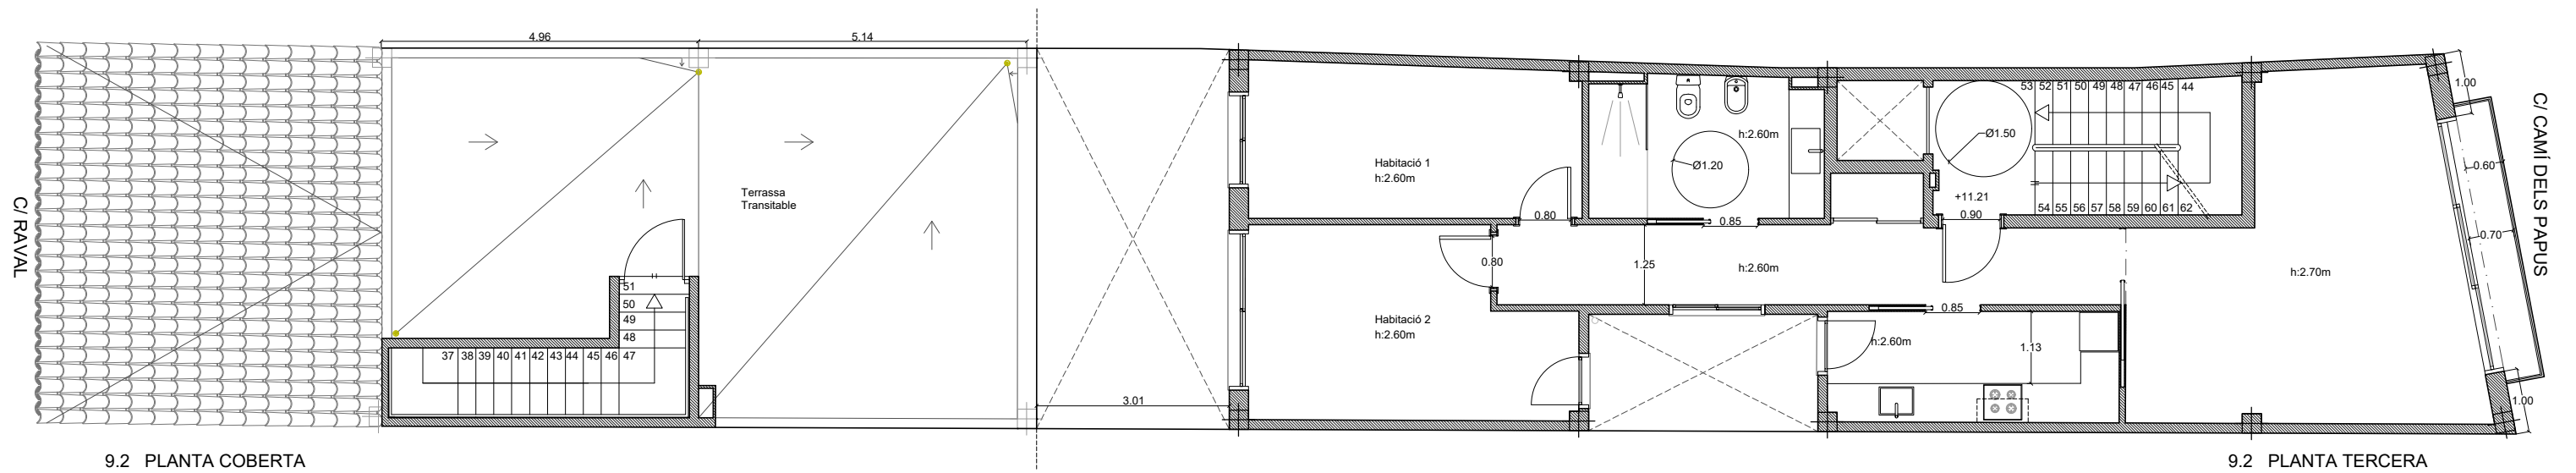 4.96
5.14
C/ RAVAL
Terrassa
Transitable
51
50
49
48
37 38 39 40 41 42 43 44 45 46 47
3.01
9.2 PLANTA COBERTA
Habitació 1
h:2.60m
0.80
Ø1.20
h:2.60m
0.85
Ø1.50
53 52 51 50 49 48 47 46 45 44
+11.21
0.90
54 55 56 57 58 59 60 61 62
0.80
1.25
h:2.60m
Habitació 2
h:2.60m
0.85
h:2.60m
1.13
h:2.70m
1.00
0.60
0.70
1.00
C/ CAMÍ DELS PAPUS
9.2 PLANTA TERCERA